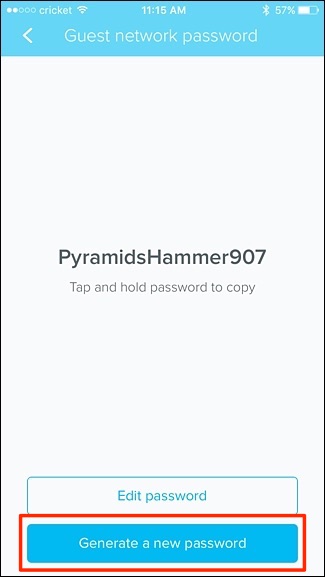 cricket 11:15 AM 57%
Guest network password
PyramidsHammer907
Tap and hold password to copy
Edit password
Generate a new password